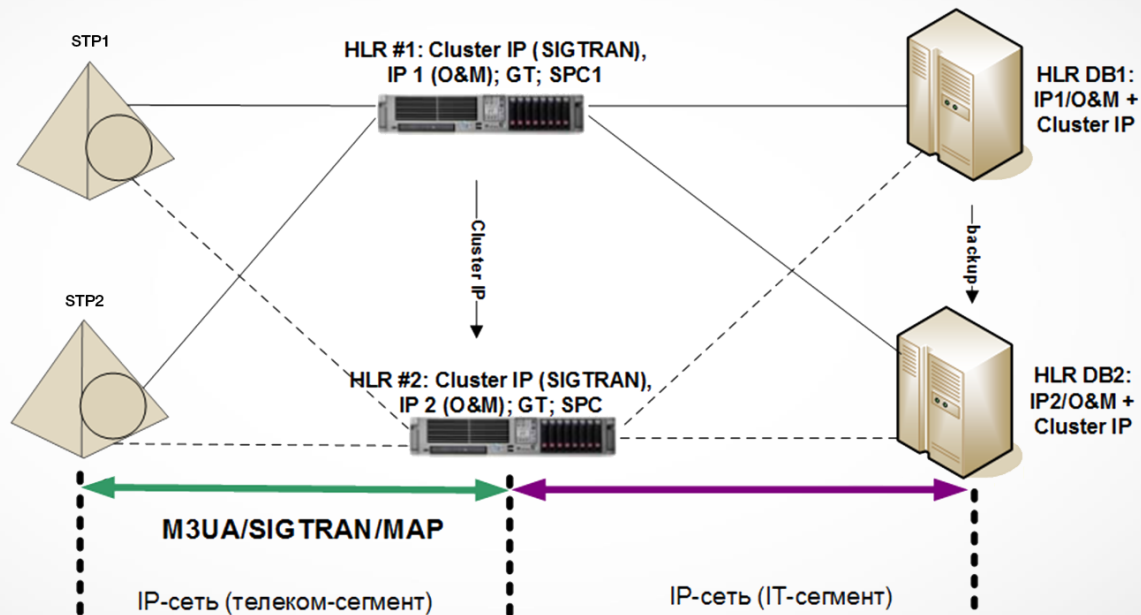 STP1
HLR #1: Cluster IP (SIGTRAN),
IP 1 (O&M); GT; SPC1
HLR DB1:
IP1/O&M +
Cluster IP
Cluster IP
backup
STP2
HLR #2: Cluster IP (SIGTRAN),
IP 2 (O&M); GT; SPC
HLR DB2:
IP2/O&M +
Cluster IP
M3UA/SIGTRAN/MAP
IP-сеть (телеком-сегмент)
IP-сеть (IT-сегмент)